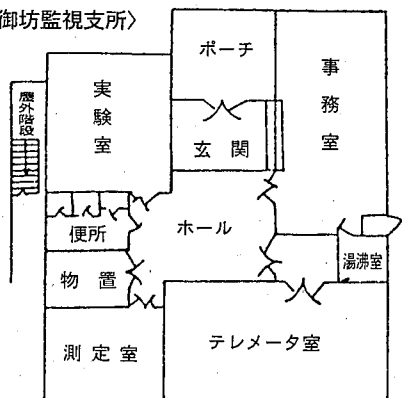 御坊監視支所〉
ポーチ
事務室
実験室
屋外階段
玄関
ホール
便所
湯沸室
物置
測定室
テレメータ室